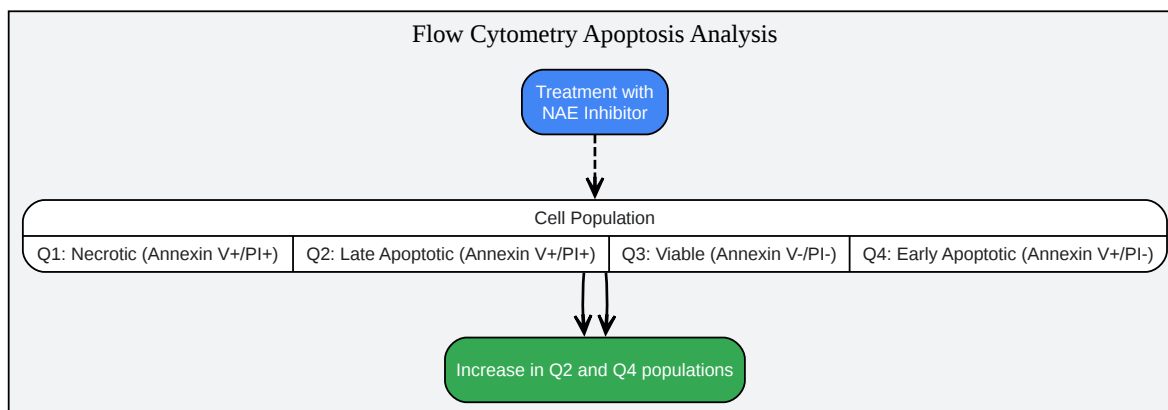 Flow Cytometry Apoptosis Analysis
Treatment with
NAE Inhibitor
Cell Population
Q1: Necrotic (Annexin V+/PI+)
Q2: Late Apoptotic (Annexin V+/PI+)
Q3: Viable (Annexin V-/PI-)
Q4: Early Apoptotic (Annexin V+/PI-)
Increase in Q2 and Q4 populations